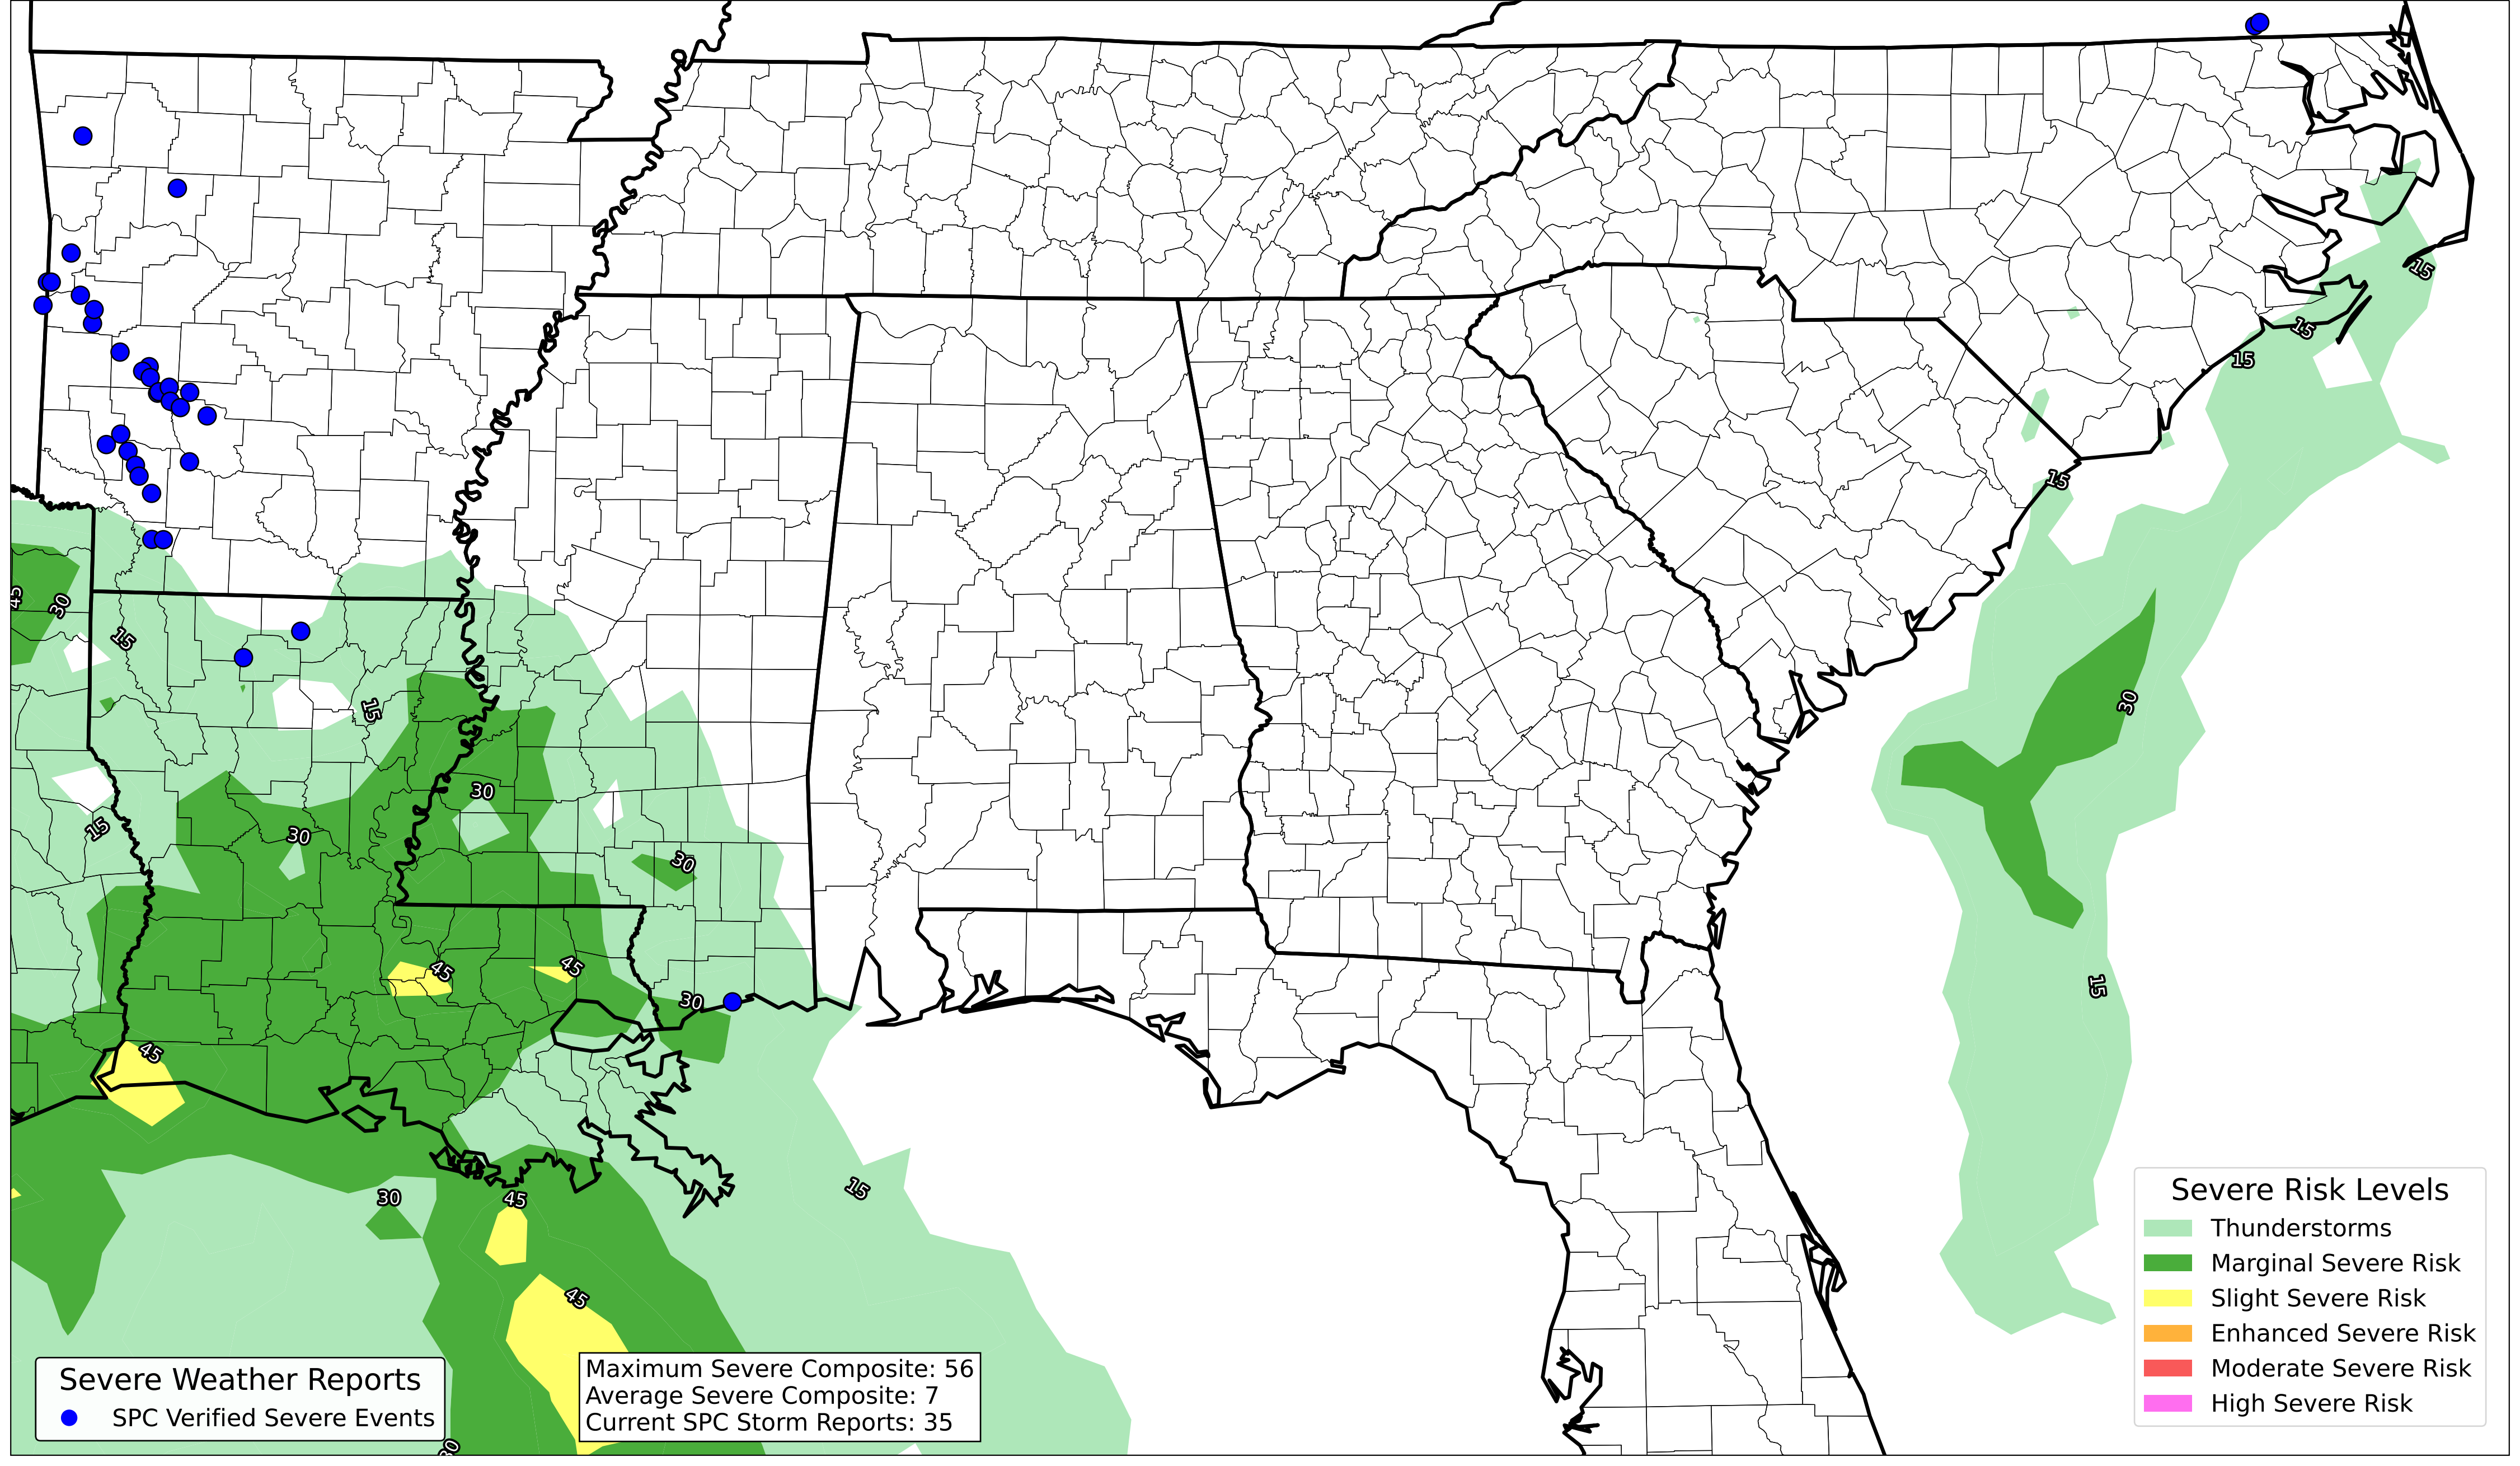 15
15
15
15
45
30
15
15
30
30
15
30
30
45
45
30
15
45
30
45
15
45
30
Severe Risk Levels
Thunderstorms
Marginal Severe Risk
Slight Severe Risk
Enhanced Severe Risk
Moderate Severe Risk
High Severe Risk
Severe Weather Reports
SPC Verified Severe Events
Maximum Severe Composite: 56
Average Severe Composite: 7
Current SPC Storm Reports: 35